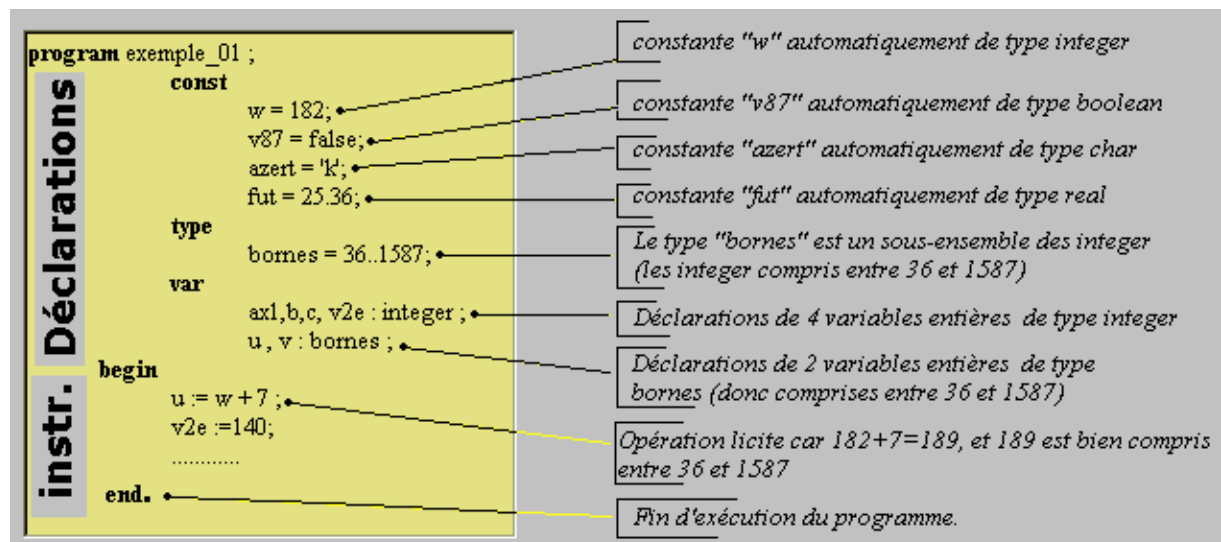 program exemple_01 ;
const
w = 182;
v87 = false;
azert = 'k';
fut = 25.36;
type
bornes = 36..1587;
var
ax1,b,c, v2e : integer ;
u , v : bornes ;
begin
u := w + 7 ;
v2e :=140;
............
end.
Déclarations
instr.
constante "w" automatiquement de type integer
constante "v87" automatiquement de type boolean
constante "azert" automatiquement de type char
constante "fut" automatiquement de type real
Le type "bornes" est un sous-ensemble des integer
(les integer compris entre 36 et 1587)
Déclarations de 4 variables entières de type integer
Déclarations de 2 variables entières de type
bornes (donc comprises entre 36 et 1587)
Opération licite car 182+7=189, et 189 est bien compris
entre 36 et 1587
Fin d'exécution du programme.